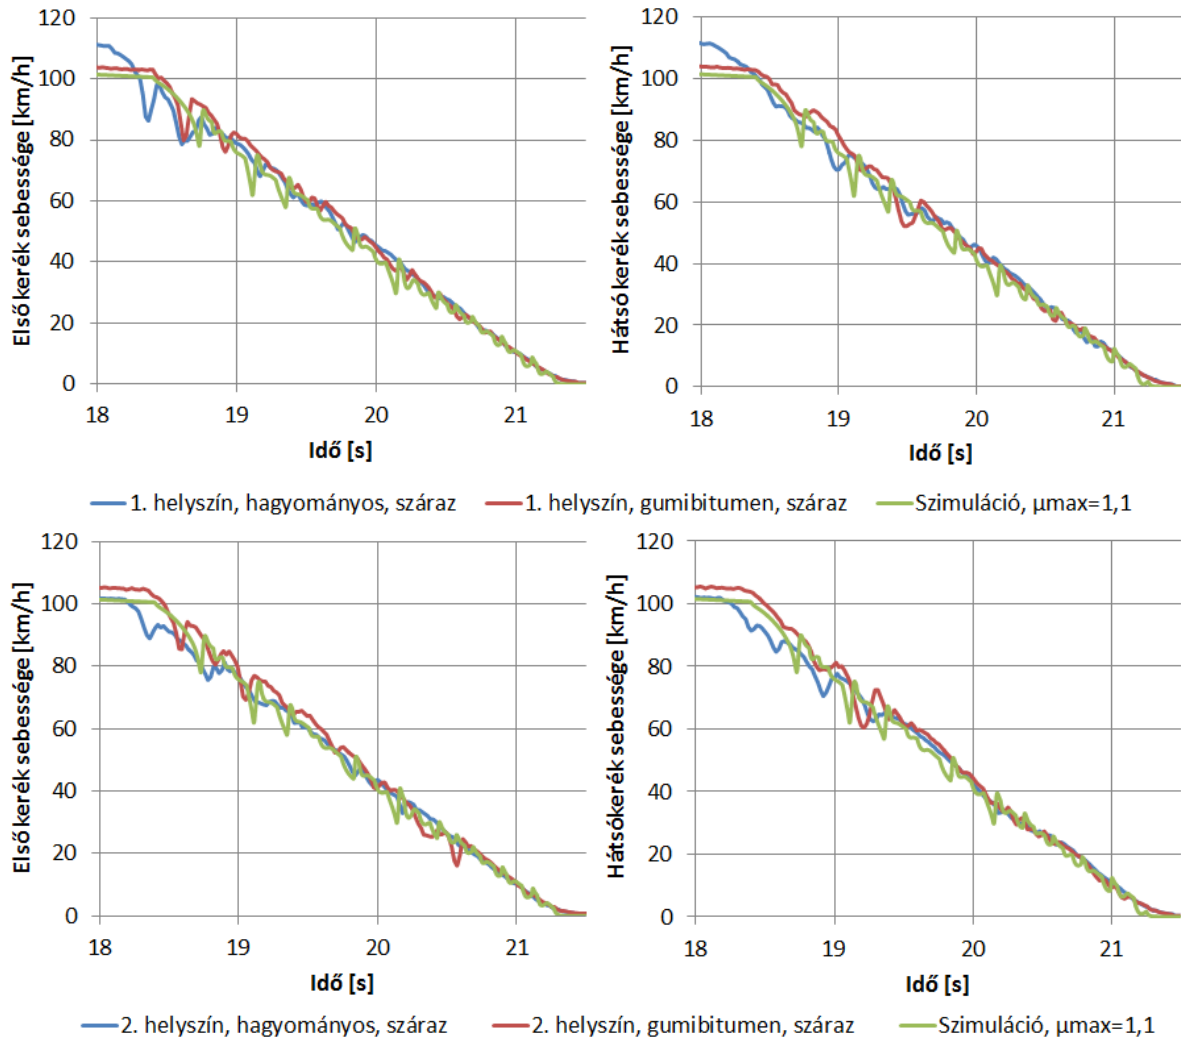 120
100
80
60
40
20
0
Első kerék sebessége [km/h]
18 19 20 21
Idő [s]
120
100
80
60
40
20
0
Hátsó kerék sebessége [km/h]
18 19 20 21
Idő [s]
1. helyszín, hagyományos, száraz 1. helyszín, gumibitumen, száraz Szimuláció, μmax=1,1
120
100
80
60
40
20
0
Első kerék sebessége [km/h]
18 19 20 21
Idő [s]
120
100
80
60
40
20
0
Hátsókerék sebessége [km/h]
18 19 20 21
Idő [s]
2. helyszín, hagyományos, száraz 2. helyszín, gumibitumen, száraz Szimuláció, μmax=1,1